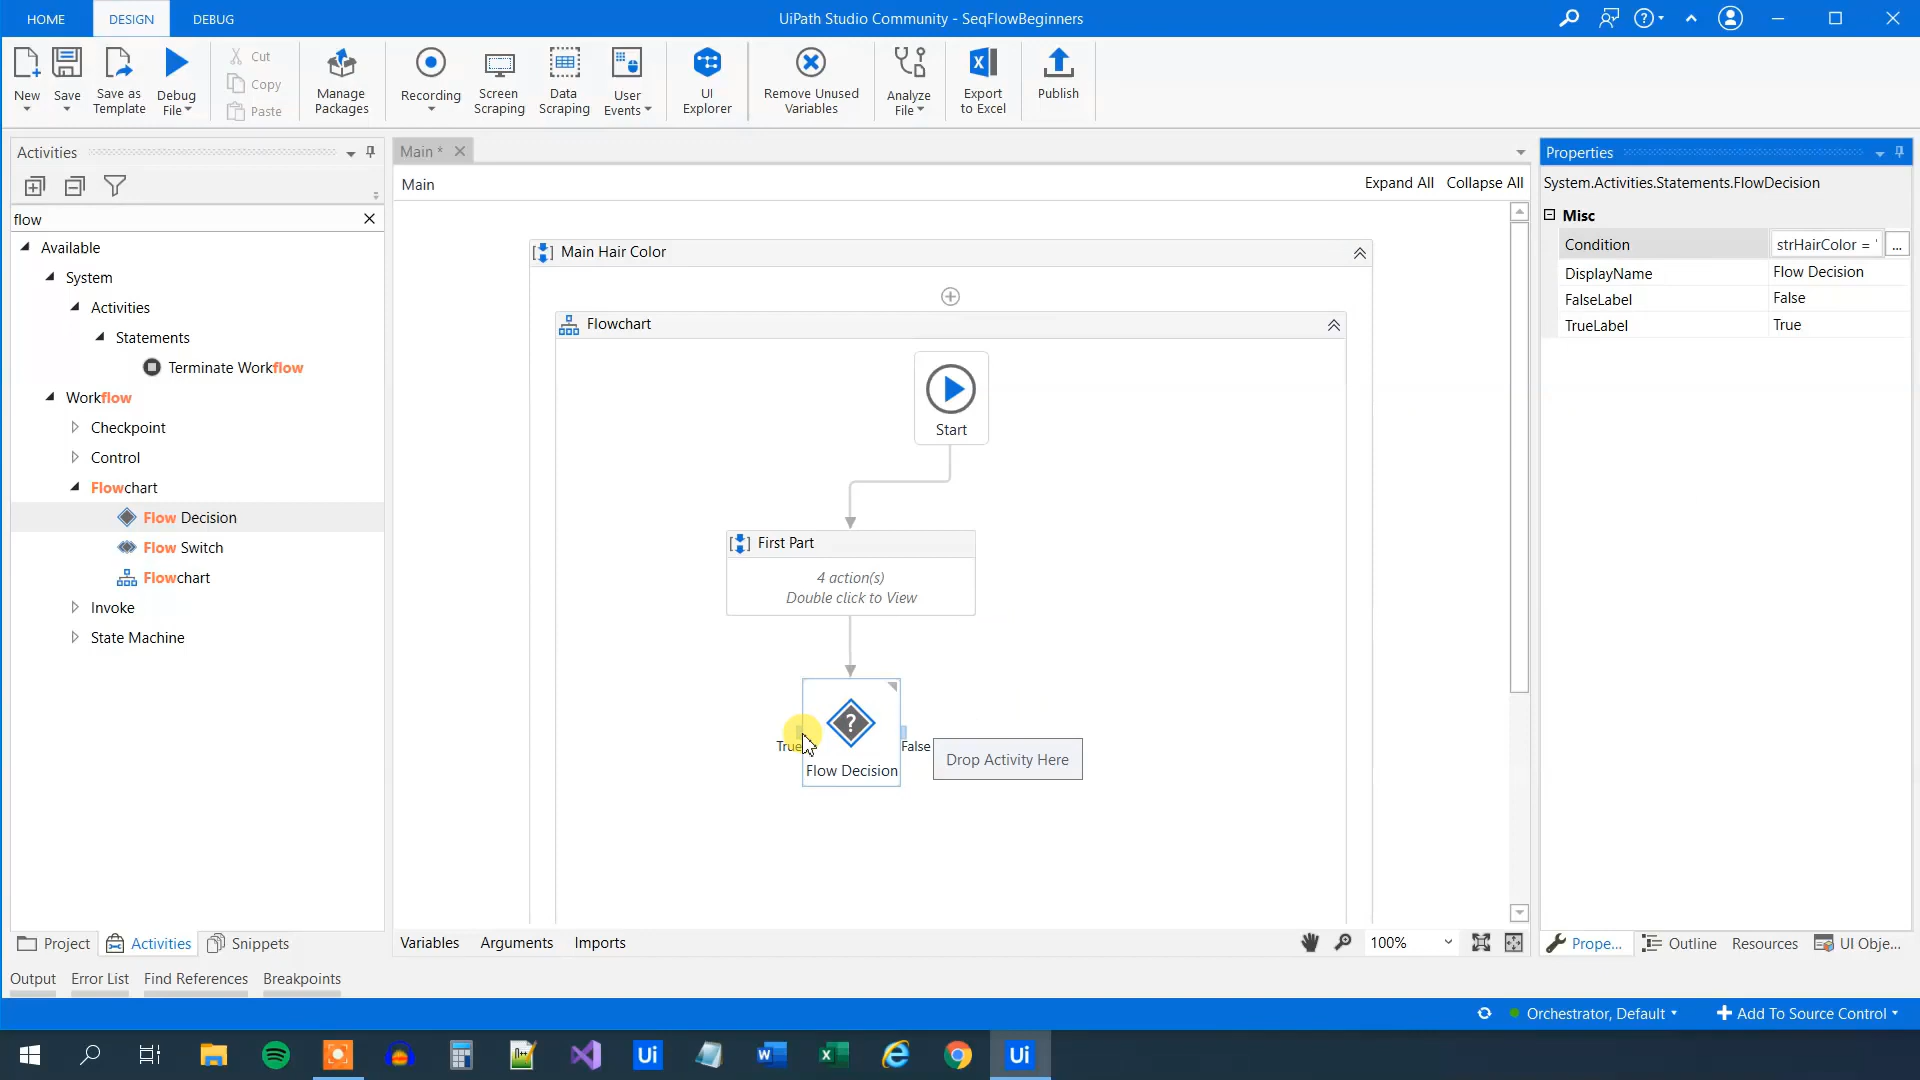 HOME DESIGN DEBUG
UiPath Studio Community - SeqFlowBeginners
New
Save
Save as
Template
Debug
File
Cut
Copy
Paste
Manage
Packages
Recording
Screen
Scraping
Data
Scraping
User
Events
UI
Explorer
Remove Unused
Variables
Analyze
File
Export
to Excel
Publish
Activities
flow
Available
System
Activities
Statements
Terminate Workflow
Workflow
Checkpoint
Control
Flowchart
Flow Decision
Flow Switch
Flowchart
Invoke
State Machine
Project Activities Snippets
Main *
Main
Expand All Collapse All
Main Hair Color
Flowchart
Start
First Part
4 action(s)
Double click to View
True
False
Drop Activity Here
Flow Decision
Variables Arguments Imports
100%
Properties
System.Activities.Statements.FlowDecision
Misc
Condition strHairColor = "
DisplayName Flow Decision
FalseLabel False
TrueLabel True
Prope... Outline Resources UI Obje...
Output Error List Find References Breakpoints
Orchestrator, Default
Add To Source Control